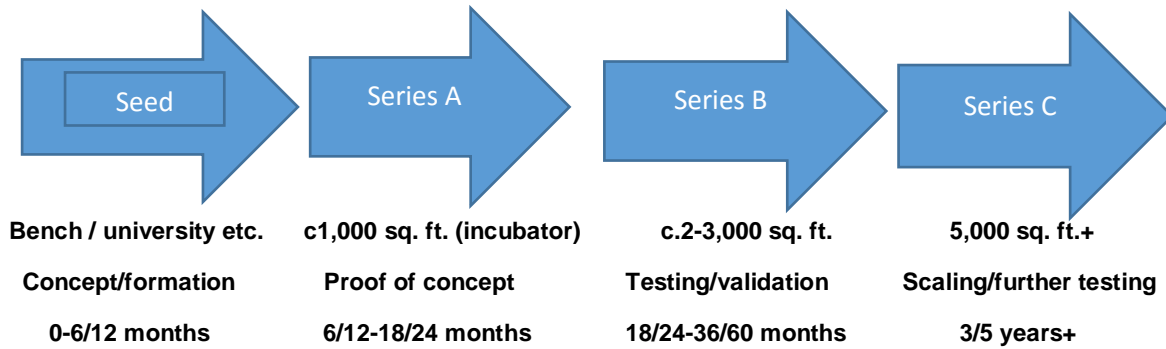 Seed
Series A
Series B
Series C
Bench / university etc.
c1,000 sq. ft. (incubator)
c.2-3,000 sq. ft.
5,000 sq. ft.+
Concept/formation
Proof of concept
Testing/validation
Scaling/further testing
0-6/12 months
6/12-18/24 months
18/24-36/60 months
3/5 years+